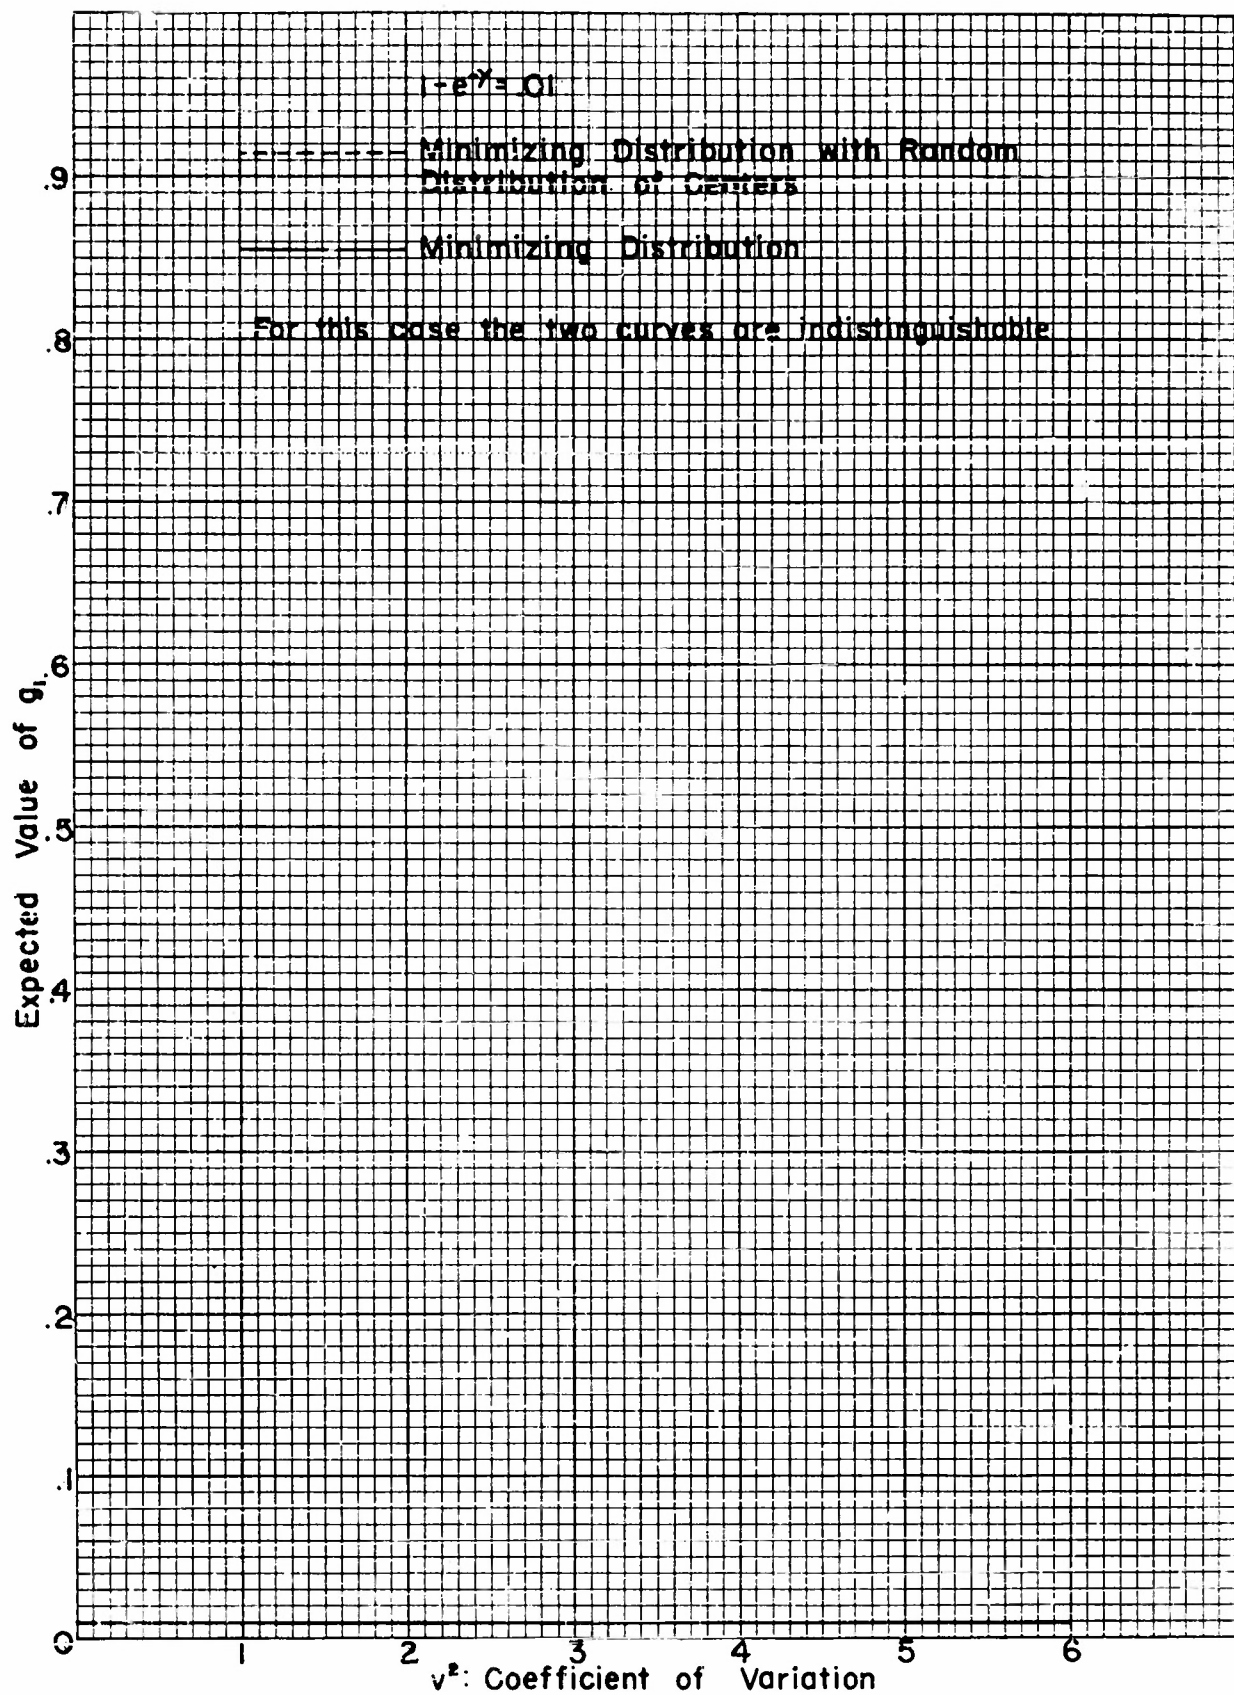 1-e⁻ʸ = .01
Minimizing Distribution with Random
Distribution of Centers
Minimizing Distribution
For this case the two curves are indistinguishable
.9
.8
.7
.6
.5
.4
.3
.2
.1
0
Expected Value of g₁.
1 2 3 4 5 6
v²: Coefficient of Variation